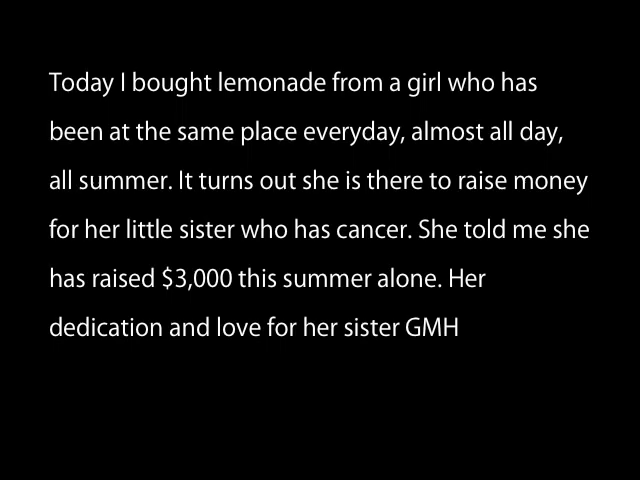 Today I bought lemonade from a girl who has
been at the same place everyday, almost all day,
all summer. It turns out she is there to raise money
for her little sister who has cancer. She told me she
has raised $3,000 this summer alone. Her
dedication and love for her sister GMH